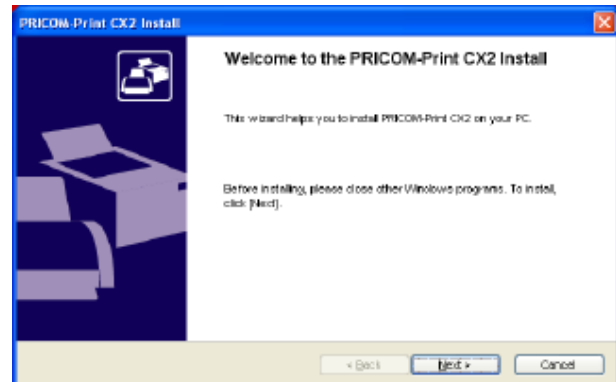 PRICOM-Print CX2 Install
Welcome to the PRICOM-Print CX2 Install
This wizard helps you to install PRICOM-Print CX2 on your PC.
Before installing, please close other Windows programs. To install,
click [Next].
< Back Next > Cancel